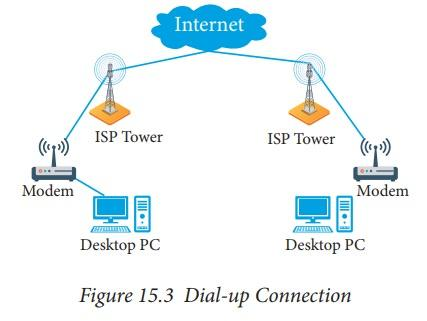 Internet
ISP Tower
ISP Tower
Modem
Modem
Desktop PC
Desktop PC
Figure 15.3 Dial-up Connection